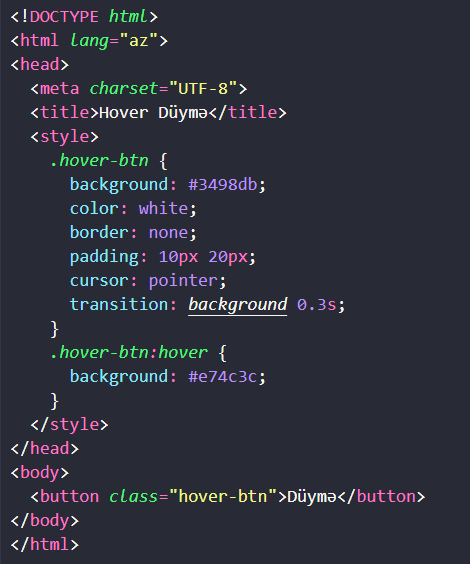 <!DOCTYPE html>
<html lang="az">
<head>
  <meta charset="UTF-8">
  <title>Hover Düymə</title>
  <style>
    .hover-btn {
      background: #3498db;
      color: white;
      border: none;
      padding: 10px 20px;
      cursor: pointer;
      transition: background 0.3s;
    }
    .hover-btn:hover {
      background: #e74c3c;
    }
  </style>
</head>
<body>
  <button class="hover-btn">Düymə</button>
</body>
</html>